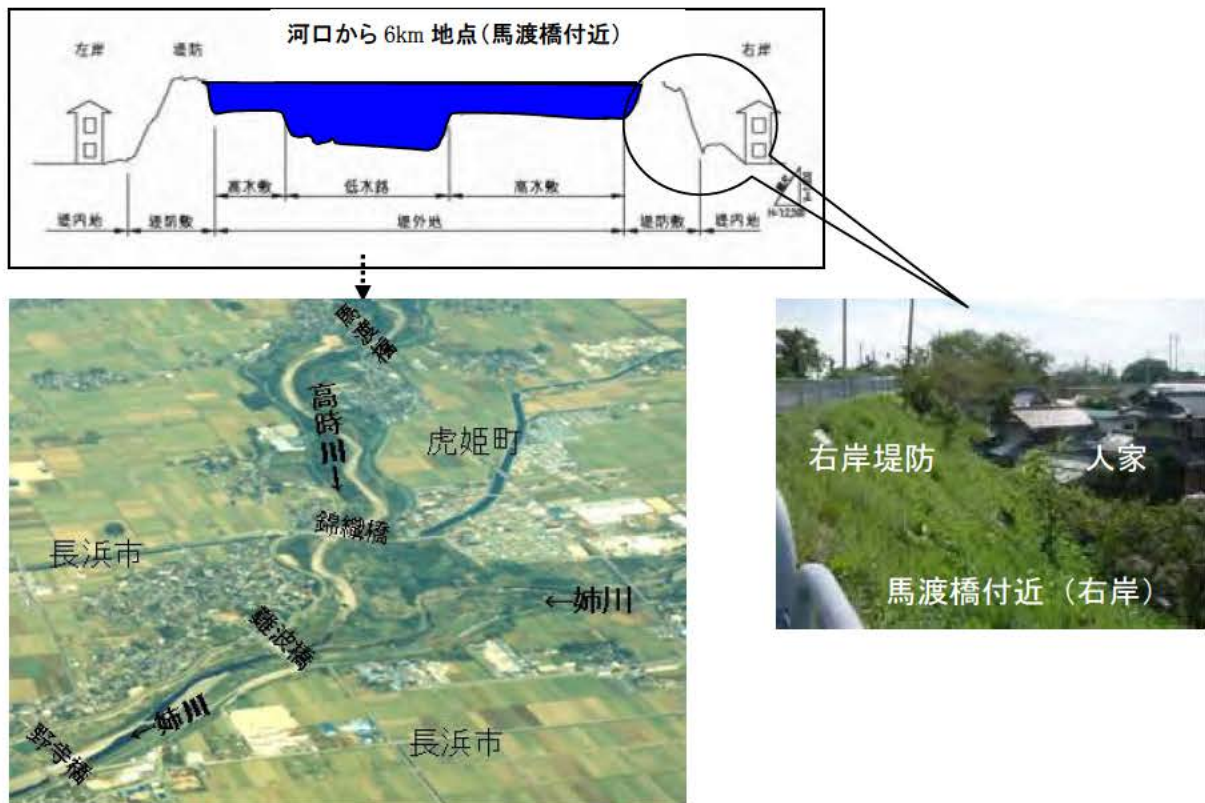 河口から 6km 地点（馬渡橋付近）
左岸
堤防
右岸
高水敷
低水路
高水敷
堤内地
堤防敷
堤外地
堤防敷
堤内地
馬渡橋
高時川→
虎姫町
錦織橋
長浜市
←姉川
難波橋
←姉川
野寺橋
長浜市
右岸堤防
人家
馬渡橋付近（右岸）